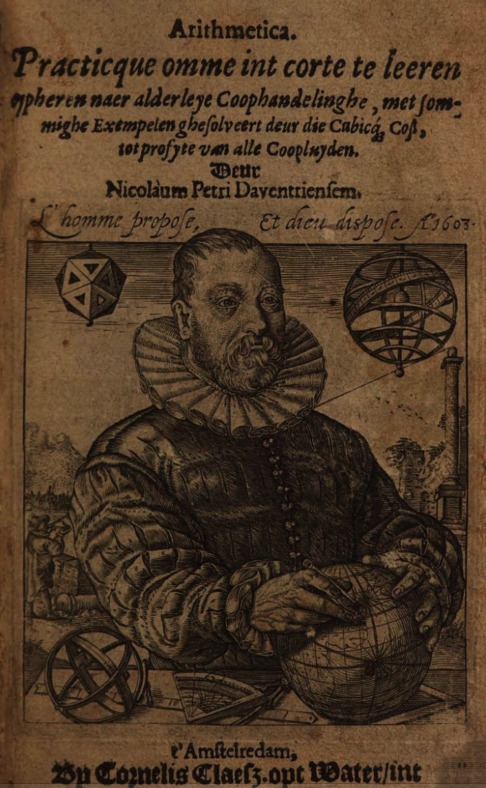 Arithmetica.
Practicque omme int corte te leeren
cypheren naer alderleye Coophandelinghe, met som-
mighe Exempelen ghesolveert deur die Cubicq, Coss,
tot profyte van alle Coopluyden.
Deur
Nicolaum Petri Daventriensem.
L'homme propose, Et dieu dispose. A° 1603.
t'Amstelredam,
By Cornelis Claesz. opt Water/int